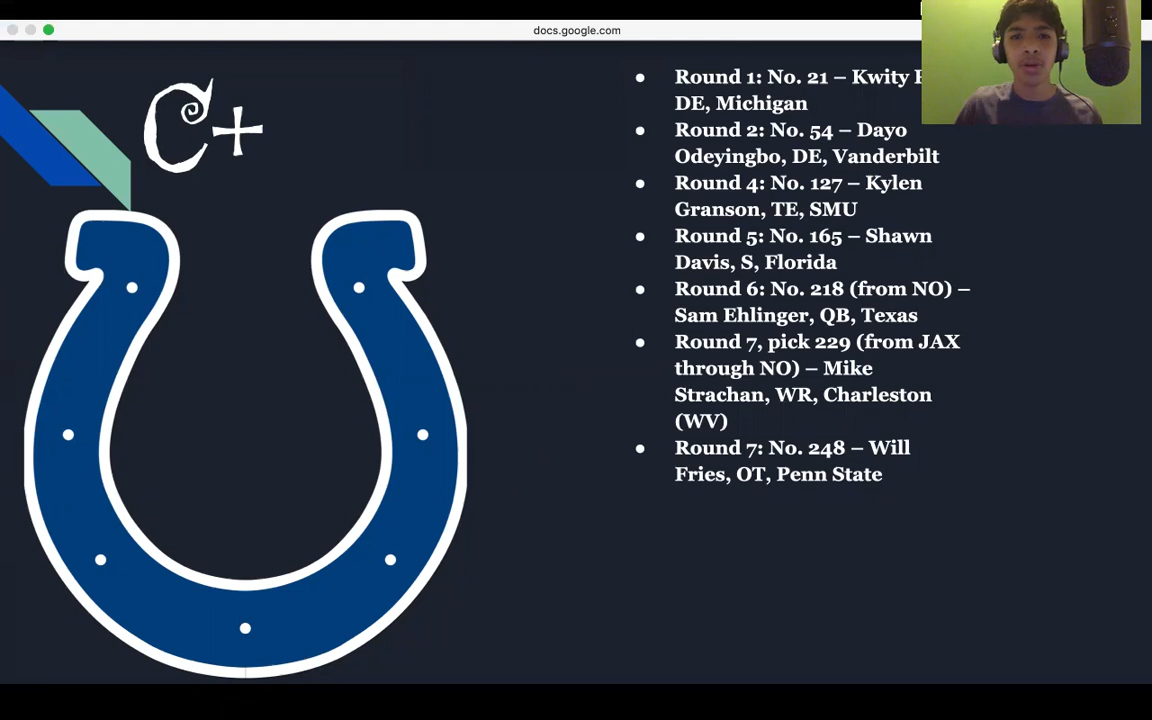 docs.google.com
C+
● Round 1: No. 21 – Kwity
DE, Michigan
● Round 2: No. 54 – Dayo
Odeyingbo, DE, Vanderbilt
● Round 4: No. 127 – Kylen
Granson, TE, SMU
● Round 5: No. 165 – Shawn
Davis, S, Florida
● Round 6: No. 218 (from NO) –
Sam Ehlinger, QB, Texas
● Round 7, pick 229 (from JAX
through NO) – Mike
Strachan, WR, Charleston
(WV)
● Round 7: No. 248 – Will
Fries, OT, Penn State